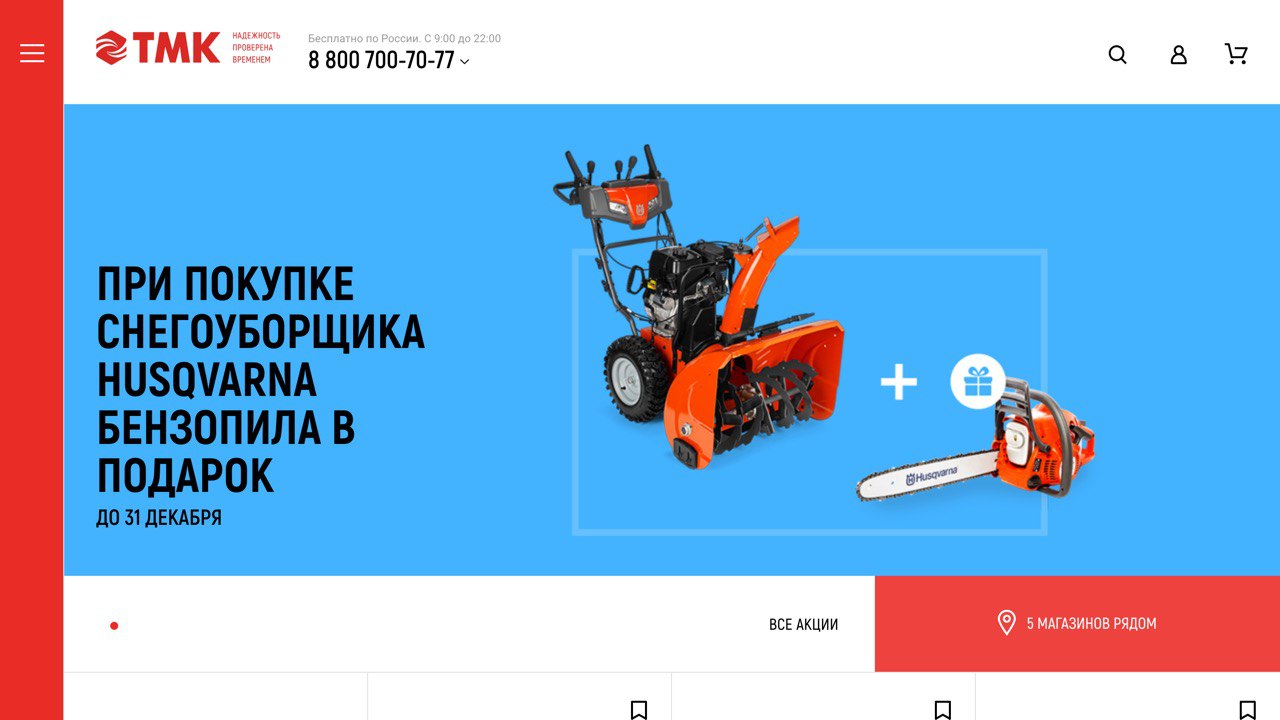 ТМК
НАДЕЖНОСТЬ
ПРОВЕРЕНА
ВРЕМЕНЕМ
Бесплатно по России. С 9:00 до 22:00
8 800 700-70-77
ПРИ ПОКУПКЕ
СНЕГОУБОРЩИКА
HUSQVARNA
БЕНЗОПИЛА В
ПОДАРОК
ДО 31 ДЕКАБРЯ
+
Husqvarna
ВСЕ АКЦИИ
5 МАГАЗИНОВ РЯДОМ